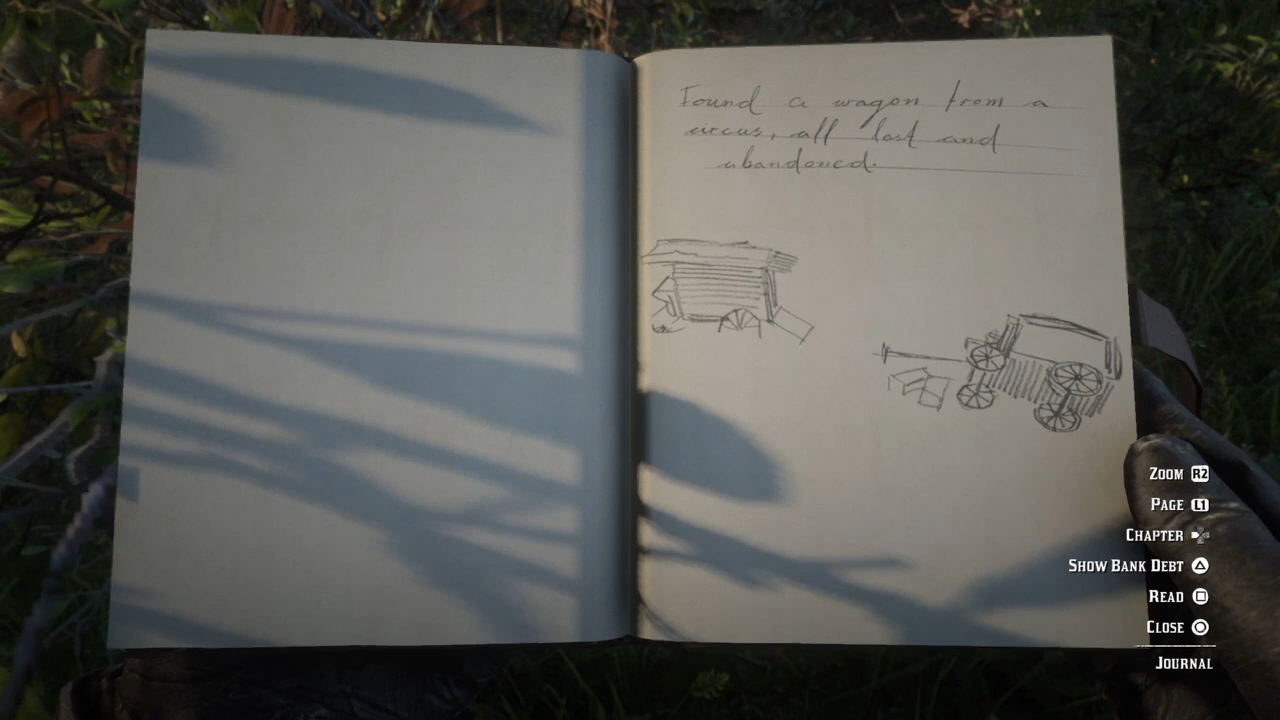 Found a wagon from a
circus, all lost and
abandoned.
ZOOM R2
PAGE L1
CHAPTER
SHOW BANK DEBT
READ
CLOSE
JOURNAL